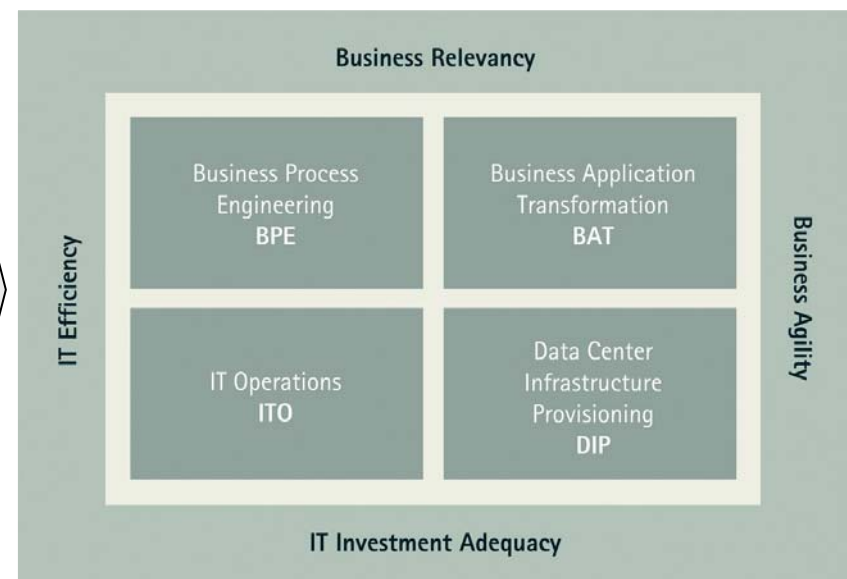 Business Relevancy
Business Process
Engineering
BPE
Business Application
Transformation
BAT
IT Efficiency
Business Agility
IT Operations
ITO
Data Center
Infrastructure
Provisioning
DIP
IT Investment Adequacy